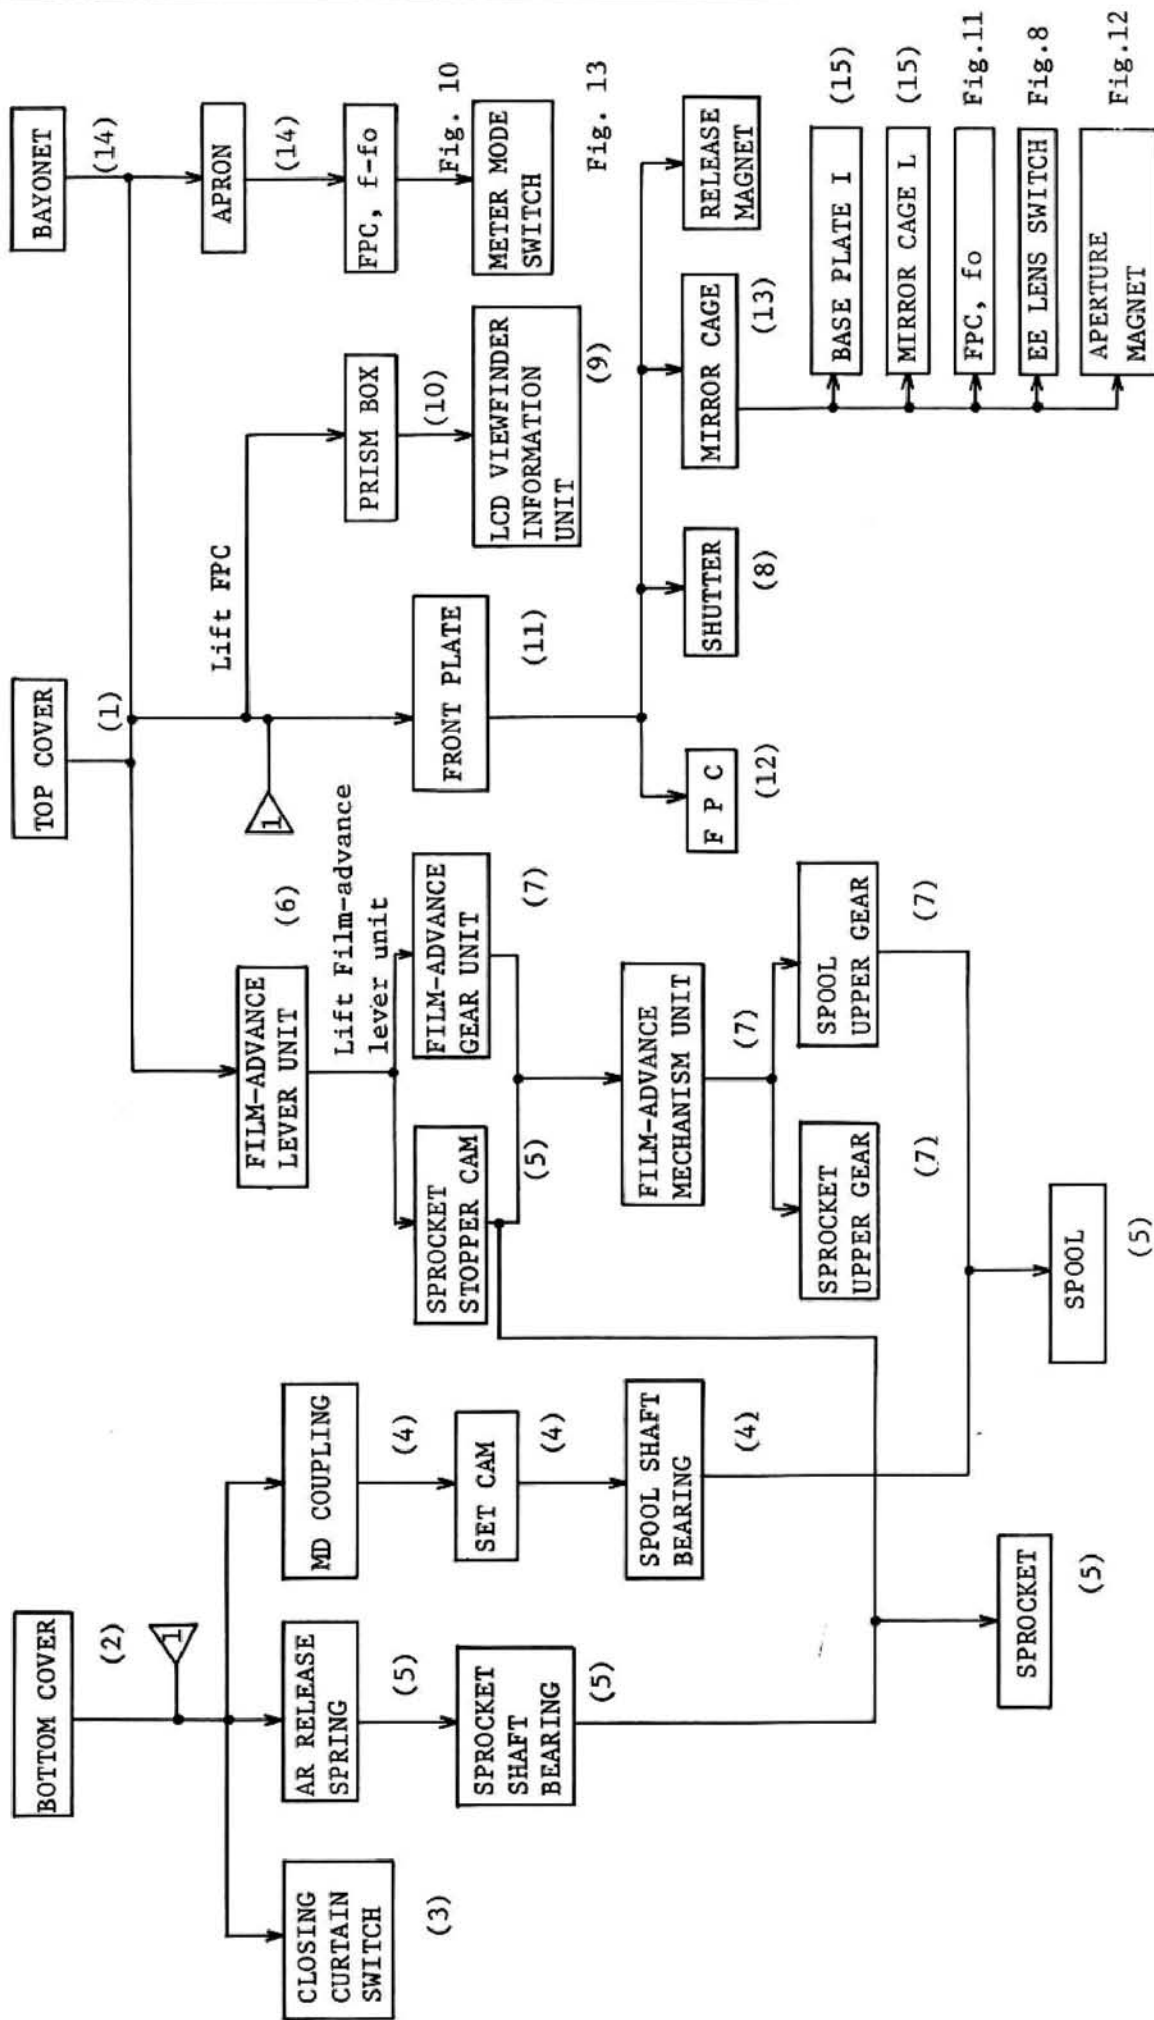 BOTTOM COVER
(2)
1
CLOSING
CURTAIN
SWITCH
(3)
AR RELEASE
SPRING
(5)
SPROCKET
SHAFT
BEARING
(5)
MD COUPLING
(4)
SET CAM
(4)
SPOOL SHAFT
BEARING
(4)
SPROCKET
(5)
SPOOL
(5)
TOP COVER
(1)
FILM-ADVANCE
LEVER UNIT
(6)
Lift Film-advance
lever unit
SPROCKET
STOPPER CAM
(5)
FILM-ADVANCE
GEAR UNIT
(7)
FILM-ADVANCE
MECHANISM UNIT
(7)
SPROCKET
UPPER GEAR
(7)
SPOOL
UPPER GEAR
(7)
1
Lift FPC
FRONT PLATE
(11)
PRISM BOX
(10)
LCD VIEWFINDER
INFORMATION
UNIT
(9)
BAYONET
(14)
APRON
(14)
FPC, f-fo
Fig. 10
METER MODE
SWITCH
Fig. 13
F P C
(12)
SHUTTER
(8)
MIRROR CAGE
(13)
RELEASE
MAGNET
BASE PLATE I
(15)
MIRROR CAGE L
(15)
FPC, fo
Fig.11
EE LENS SWITCH
Fig.8
APERTURE
MAGNET
Fig.12